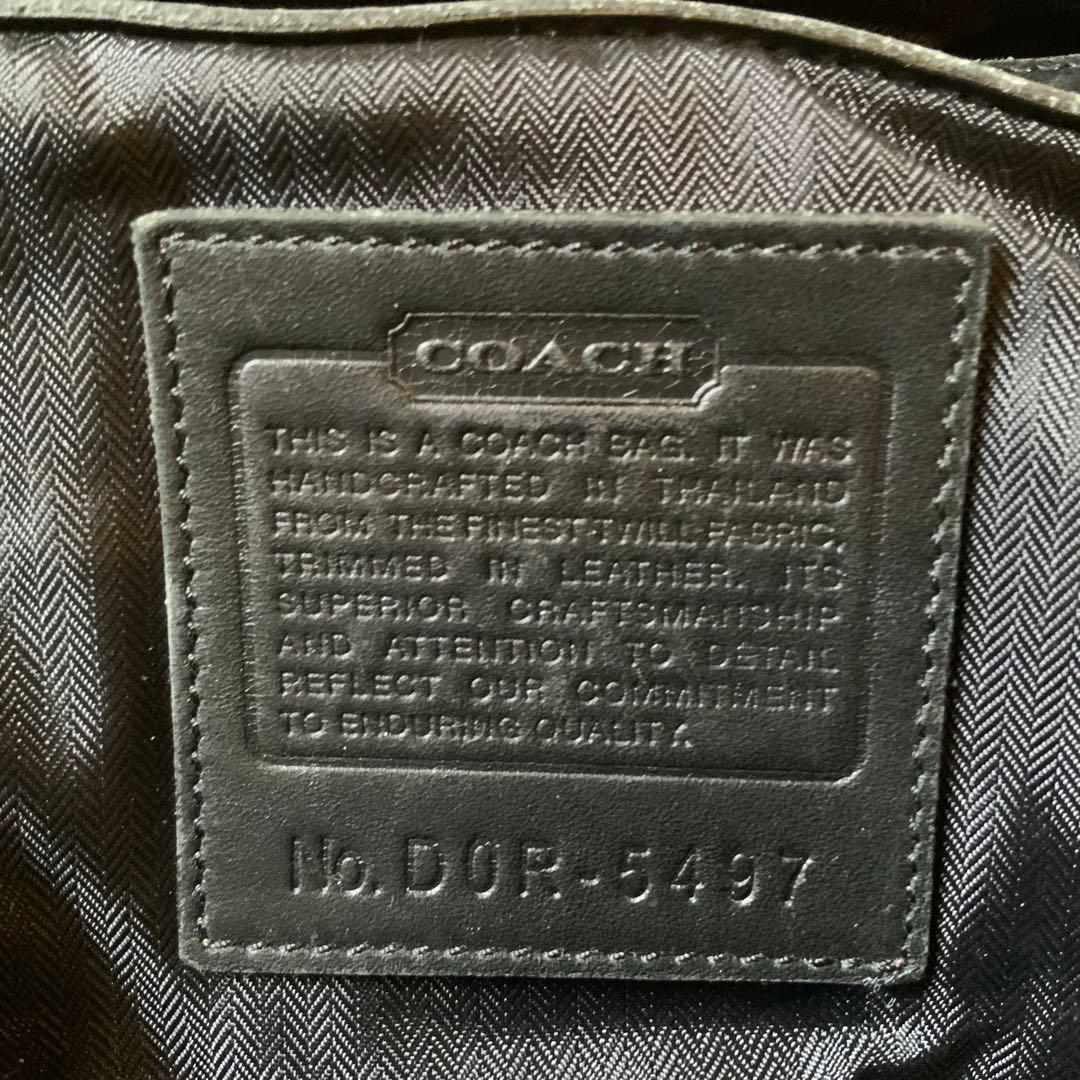 COACH
THIS IS A COACH BAG. IT WAS
HANDCRAFTED IN THAILAND
FROM THE FINEST TWILL FABRIC,
TRIMMED IN LEATHER. ITS
SUPERIOR CRAFTSMANSHIP
AND ATTENTION TO DETAIL
REFLECT OUR COMMITMENT
TO ENDURING QUALITY.
No. D0R-5497